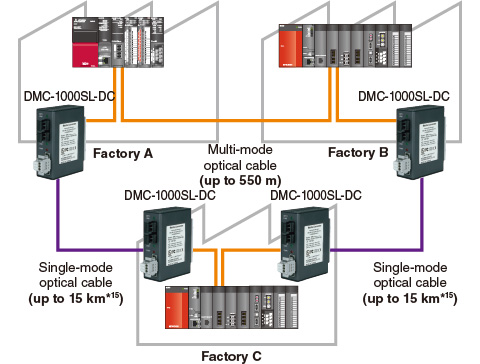 DMC-1000SL-DC
DMC-1000SL-DC
Factory A
Multi-mode
optical cable
(up to 550 m)
Factory B
DMC-1000SL-DC
DMC-1000SL-DC
Single-mode
optical cable
(up to 15 km*15)
Single-mode
optical cable
(up to 15 km*15)
Factory C